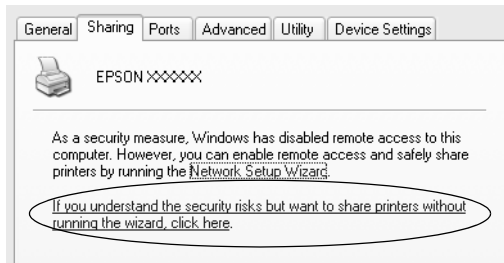 General Sharing Ports Advanced Utility Device Settings
EPSON XXXXXX
As a security measure, Windows has disabled remote access to this
computer. However, you can enable remote access and safely share
printers by running the Network Setup Wizard.
If you understand the security risks but want to share printers without
running the wizard, click here.